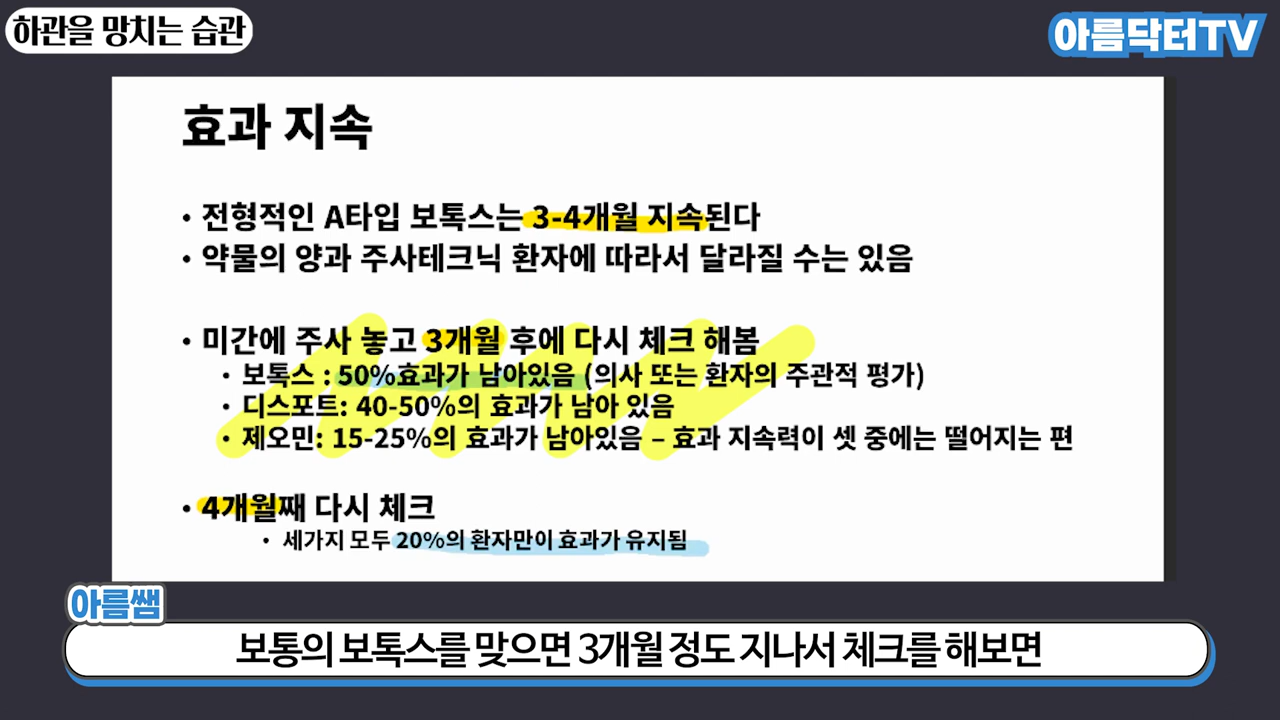 하관을 망치는 습관
아름닥터TV
효과 지속
• 전형적인 A타입 보톡스는 3-4개월 지속된다
• 약물의 양과 주사테크닉 환자에 따라서 달라질 수는 있음
• 미간에 주사 놓고 3개월 후에 다시 체크 해봄
• 보톡스 : 50%효과가 남아있음 (의사 또는 환자의 주관적 평가)
• 디스포트: 40-50%의 효과가 남아 있음
• 제오민: 15-25%의 효과가 남아있음 – 효과 지속력이 셋 중에는 떨어지는 편
• 4개월째 다시 체크
• 세가지 모두 20%의 환자만이 효과가 유지됨
아름쌤
보통의 보톡스를 맞으면 3개월 정도 지나서 체크를 해보면